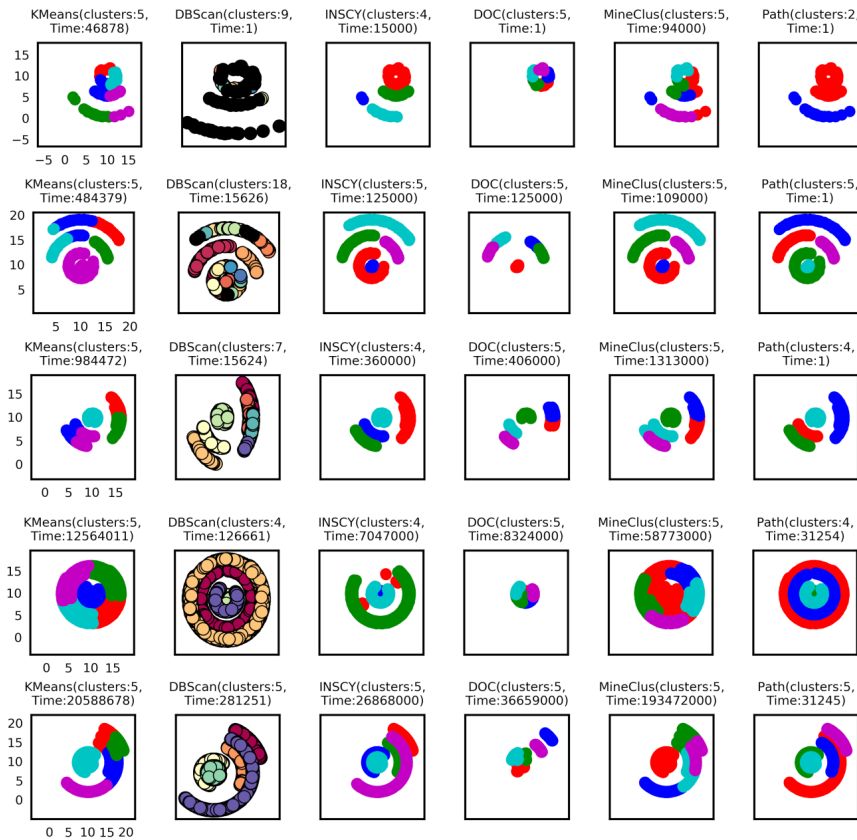 KMeans(clusters:5, Time:46878)
DBScan(clusters:9, Time:1)
INSCY(clusters:4, Time:15000)
DOC(clusters:5, Time:1)
MineClus(clusters:5, Time:94000)
Path(clusters:2, Time:1)
15
10
5
0
−5
−5 0 5 10 15
KMeans(clusters:5, Time:484379)
DBScan(clusters:18, Time:15626)
INSCY(clusters:5, Time:125000)
DOC(clusters:5, Time:125000)
MineClus(clusters:5, Time:109000)
Path(clusters:5, Time:1)
20
15
10
5
5 10 15 20
KMeans(clusters:5, Time:984472)
DBScan(clusters:7, Time:15624)
INSCY(clusters:4, Time:360000)
DOC(clusters:5, Time:406000)
MineClus(clusters:5, Time:1313000)
Path(clusters:4, Time:1)
15
10
5
0
0 5 10 15
KMeans(clusters:5, Time:12564011)
DBScan(clusters:4, Time:126661)
INSCY(clusters:4, Time:7047000)
DOC(clusters:5, Time:8324000)
MineClus(clusters:5, Time:58773000)
Path(clusters:4, Time:31254)
15
10
5
0
0 5 10 15
KMeans(clusters:5, Time:20588678)
DBScan(clusters:5, Time:281251)
INSCY(clusters:5, Time:26868000)
DOC(clusters:5, Time:36659000)
MineClus(clusters:5, Time:193472000)
Path(clusters:5, Time:31245)
20
15
10
5
0
0 5 10 15 20